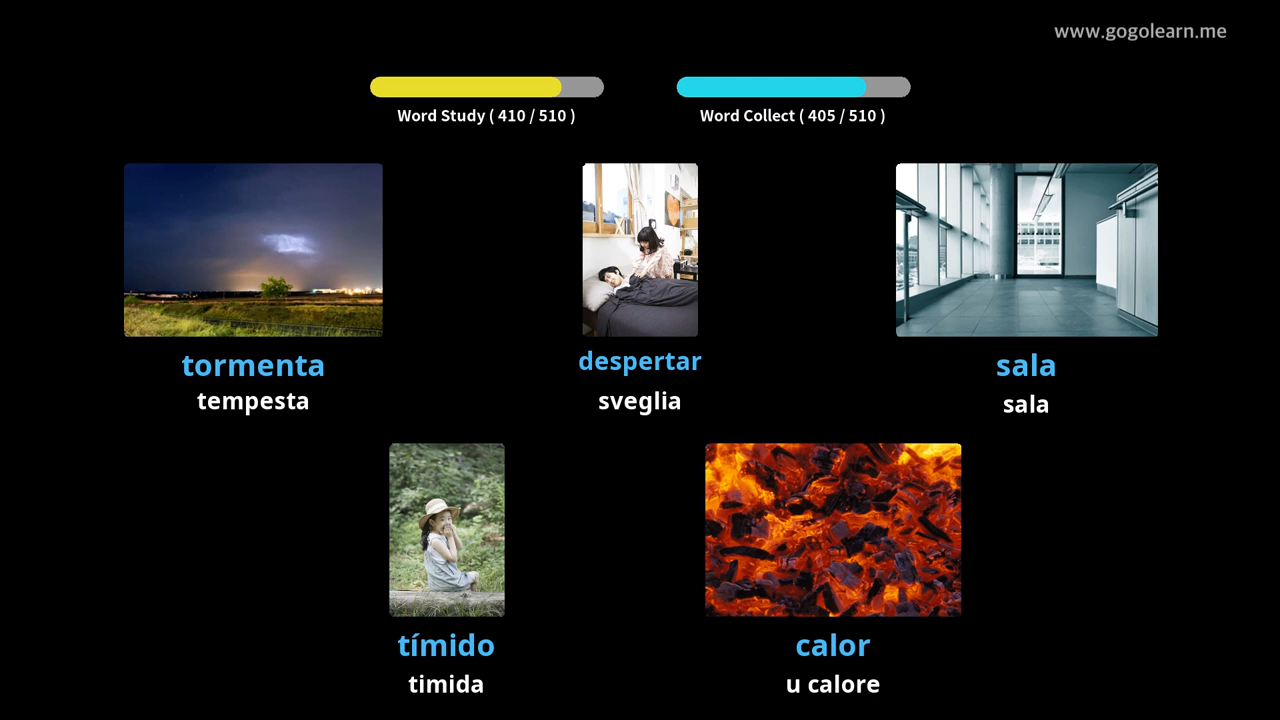 www.gogolearn.me
Word Study ( 410 / 510 )
Word Collect ( 405 / 510 )
tormenta
tempesta
despertar
sveglia
sala
sala
tímido
timida
calor
u calore